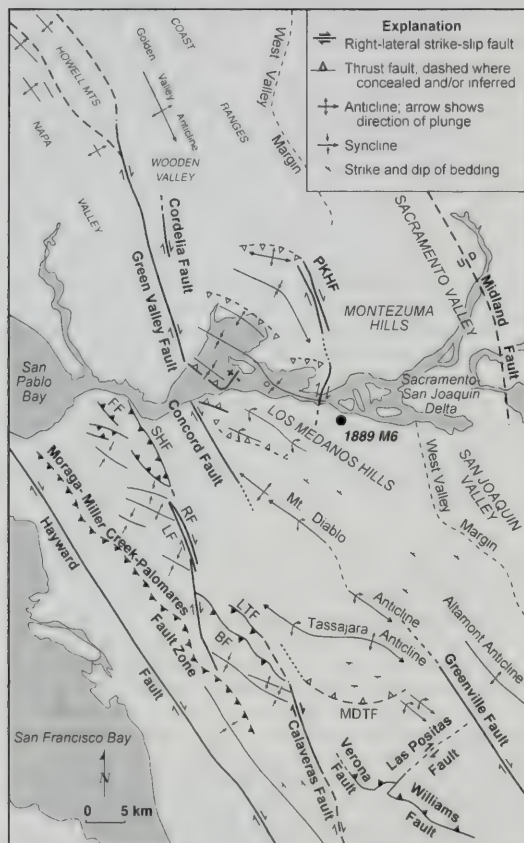 Explanation
Right-lateral strike-slip fault
Thrust fault, dashed where
concealed and/or inferred
Anticline; arrow shows
direction of plunge
Syncline
Strike and dip of bedding
HOWELL MTS
Golden
Valley
Anticline
COAST
RANGES
West Valley
Margin
NAPA
VALLEY
WOODEN
VALLEY
Cordelia Fault
Green Valley Fault
PKHF
SACRAMENTO VALLEY
U
D
Midland
Fault
MONTEZUMA
HILLS
San
Pablo
Bay
Sacramento
San Joaquin
Delta
FF
SHF
Concord Fault
LOS MEDANOS HILLS
1889 M6
West Valley
Margin
SAN JOAQUIN
VALLEY
Moraga- Miller Creek-Palomares
Fault Zone
Hayward
Fault
RF
LF
Mt.
Diablo
Anticline
LTF
BF
Tassajara
Anticline
Altamont Anticline
Greenville Fault
MDTF
Calaveras Fault
Verona
Fault
Las Positas
Fault
Williams
Fault
San Francisco Bay
N
0 5 km